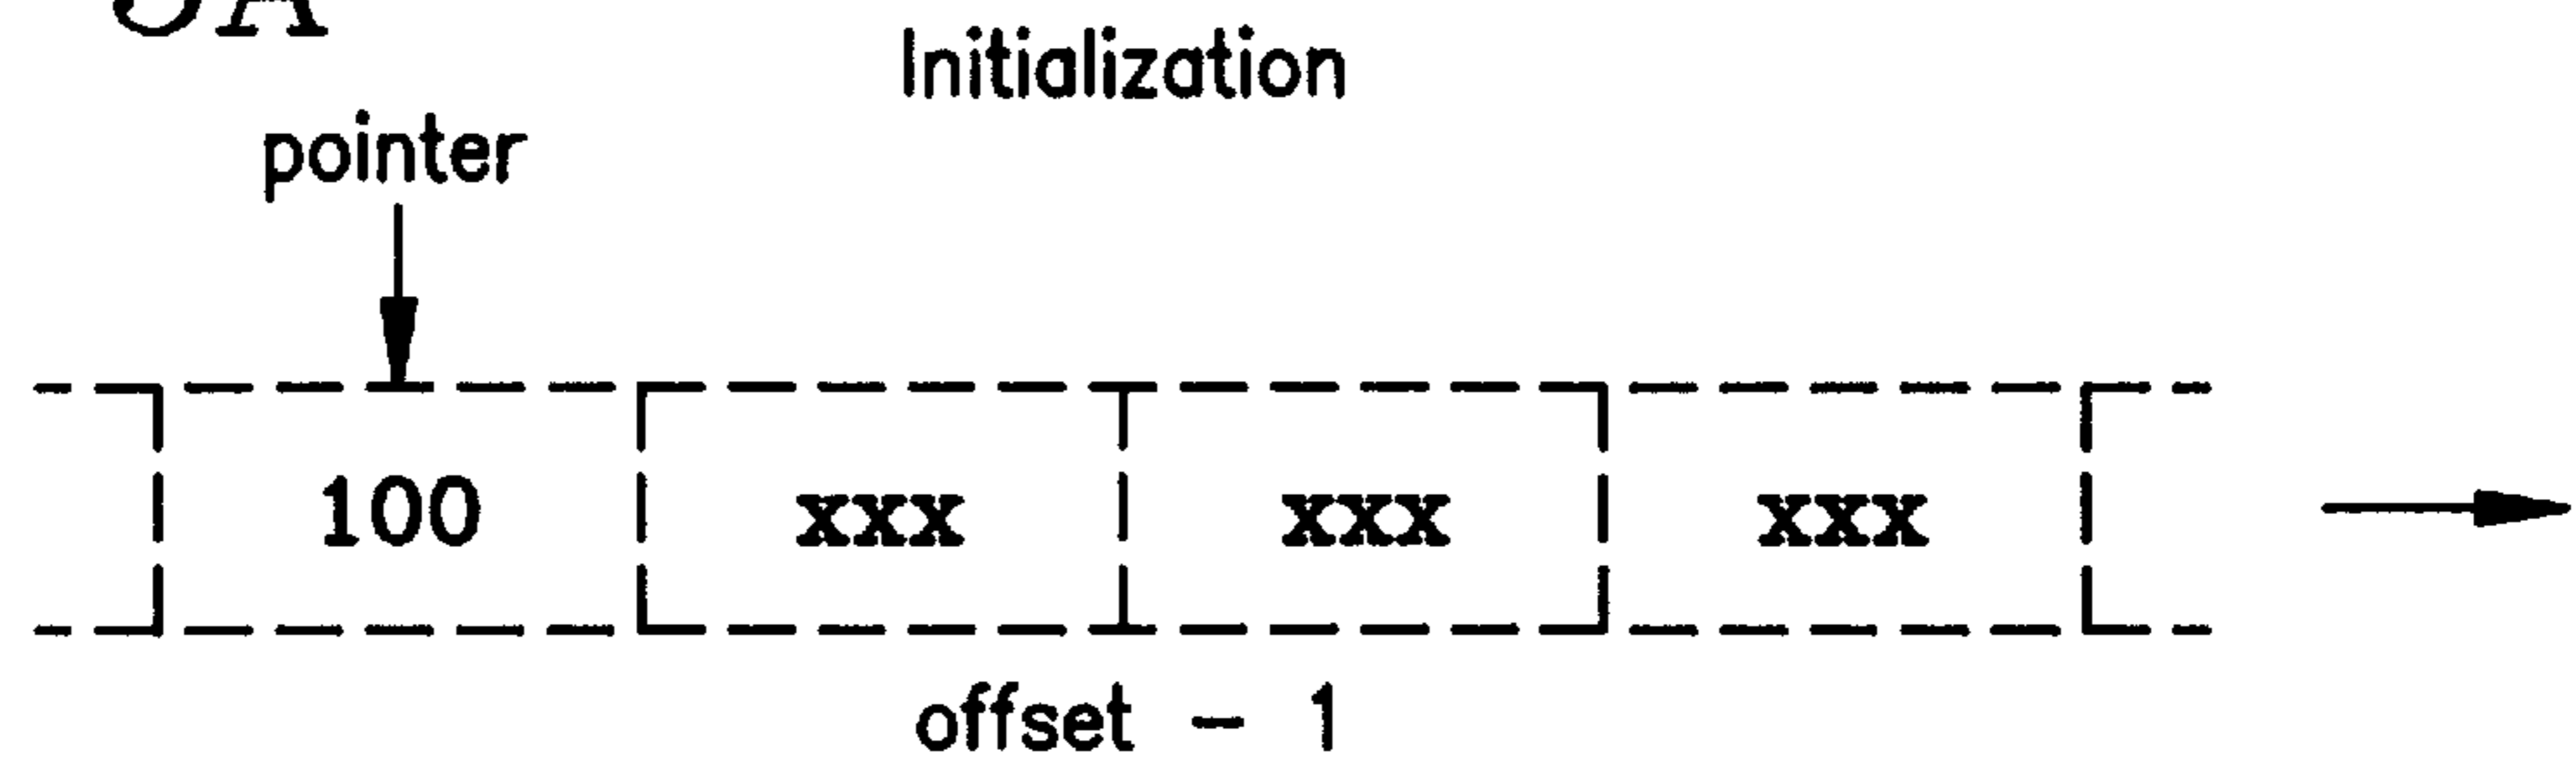 Initialization
pointer
100 xxx xxx xxx
offset - 1